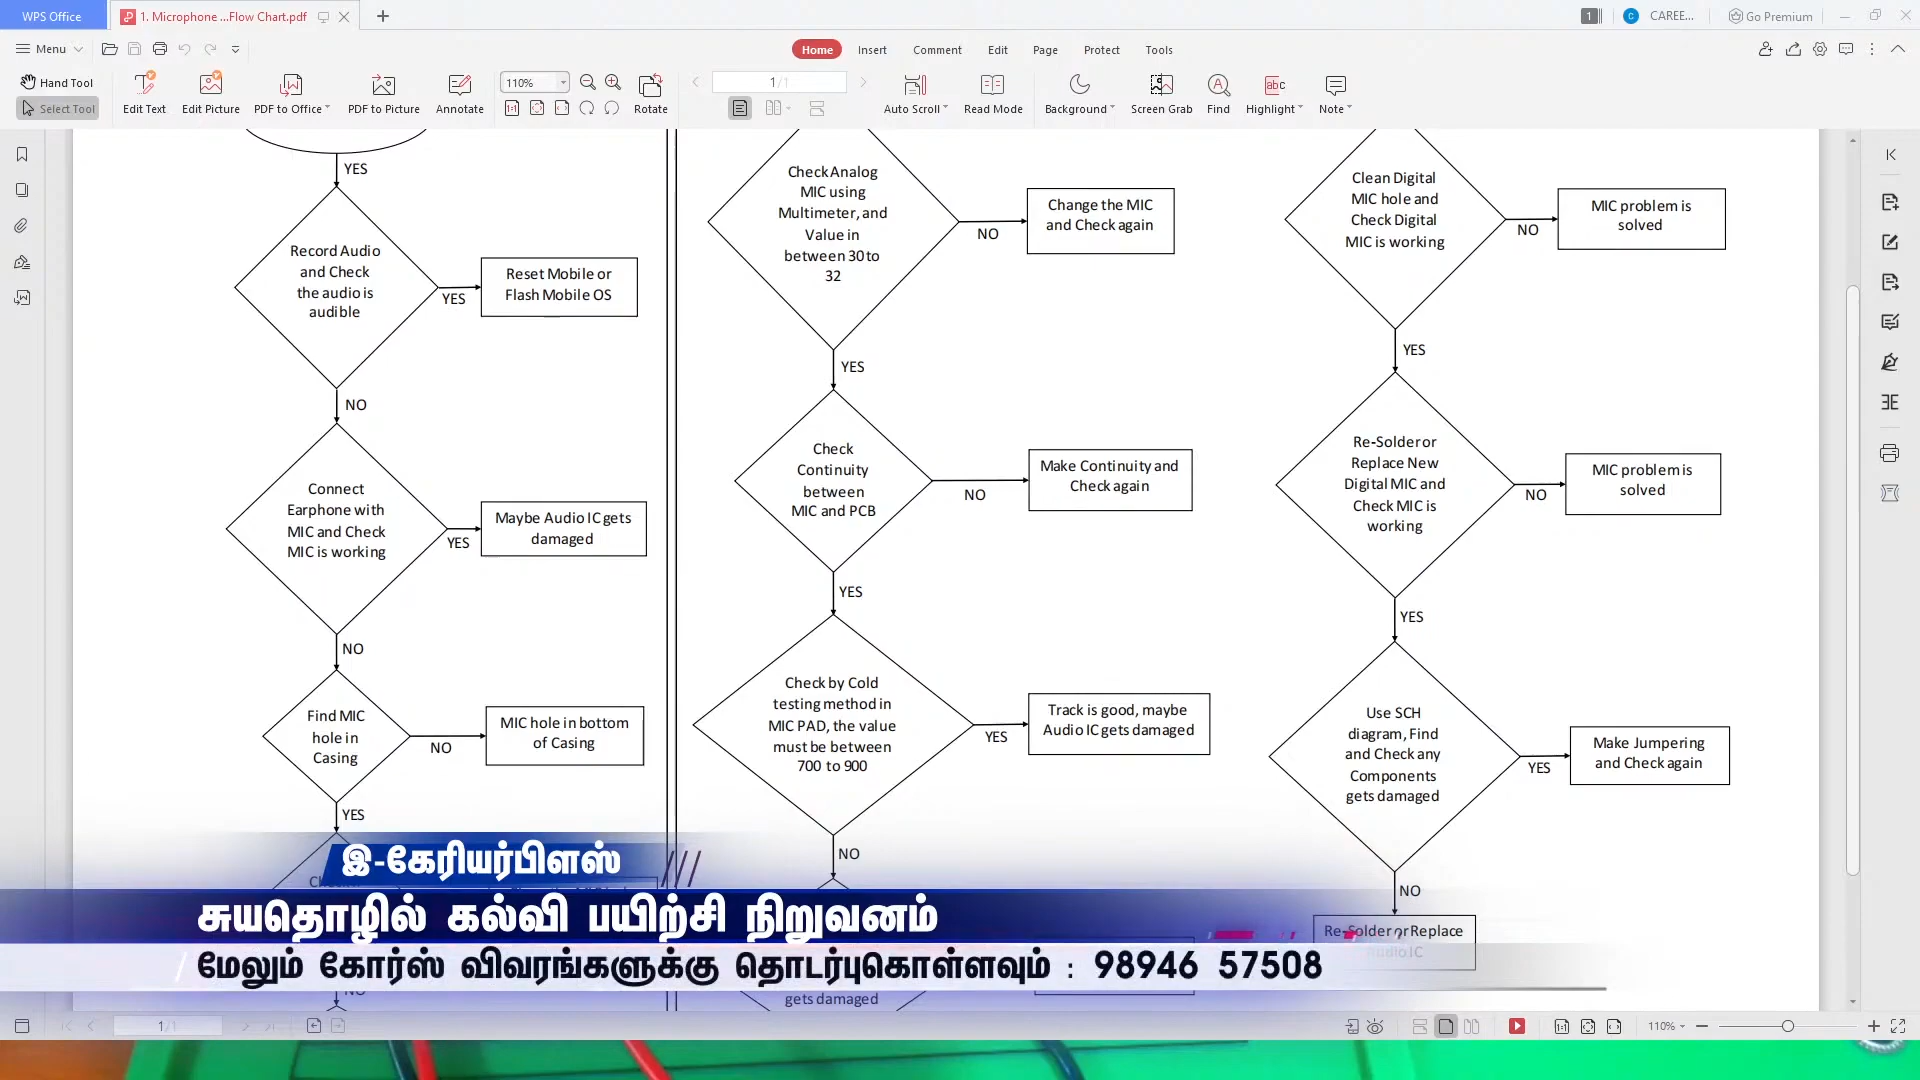 WPS Office
1. Microphone ...Flow Chart.pdf
1
C
CAREE...
Go Premium
Menu
Home
Insert
Comment
Edit
Page
Protect
Tools
Hand Tool
Select Tool
Edit Text
Edit Picture
PDF to Office
PDF to Picture
Annotate
110%
Rotate
1/1
Auto Scroll
Read Mode
Background
Screen Grab
Find
Highlight
Note
YES
Record Audio
and Check
the audio is
audible
YES
Reset Mobile or
Flash Mobile OS
NO
Connect
Earphone with
MIC and Check
MIC is working
YES
Maybe Audio IC gets
damaged
NO
Find MIC
hole in
Casing
NO
MIC hole in bottom
of Casing
YES
Check Analog
MIC using
Multimeter, and
Value in
between 30 to
32
NO
Change the MIC
and Check again
YES
Check
Continuity
between
MIC and PCB
NO
Make Continuity and
Check again
YES
Check by Cold
testing method in
MIC PAD, the value
must be between
700 to 900
YES
Track is good, maybe
Audio IC gets damaged
NO
gets damaged
Clean Digital
MIC hole and
Check Digital
MIC is working
NO
MIC problem is
solved
YES
Re-Solder or
Replace New
Digital MIC and
Check MIC is
working
NO
MIC problem is
solved
YES
Use SCH
diagram, Find
and Check any
Components
gets damaged
YES
Make Jumpering
and Check again
NO
Re-Solder or Replace
Audio IC
இ-கேரியர்பிளஸ்
சுயதொழில் கல்வி பயிற்சி நிறுவனம்
மேலும் கோர்ஸ் விவரங்களுக்கு தொடர்புகொள்ளவும் : 98946 57508
NO
1/1
110%